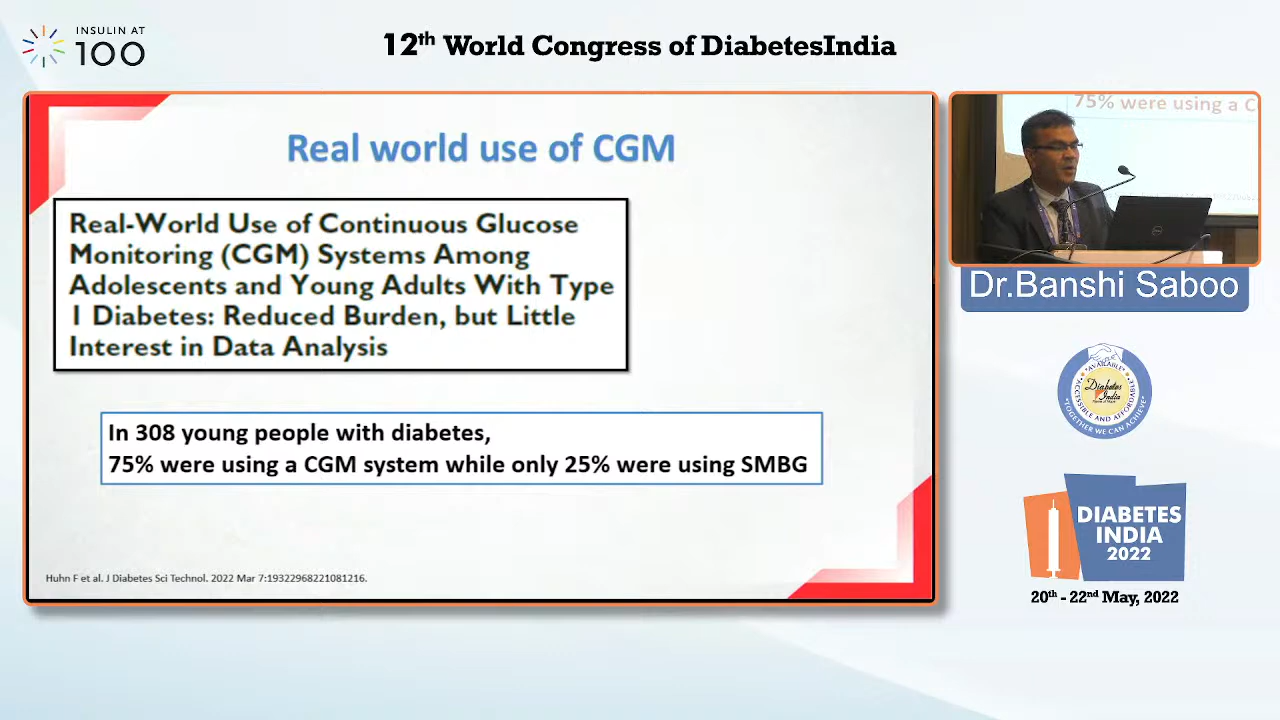 INSULIN AT
100
12th World Congress of DiabetesIndia
Real world use of CGM
Real-World Use of Continuous Glucose
Monitoring (CGM) Systems Among
Adolescents and Young Adults With Type
1 Diabetes: Reduced Burden, but Little
Interest in Data Analysis
In 308 young people with diabetes,
75% were using a CGM system while only 25% were using SMBG
Huhn F et al. J Diabetes Sci Technol. 2022 Mar 7:19322968221081216.
75% were using a C
Dr.Banshi Saboo
AVAILABLE
ACCESSIBLE AND AFFORDABLE
Diabetes
India
"TOGETHER WE CAN ACHIEVE"
DIABETES
INDIA
2022
20th - 22nd May, 2022